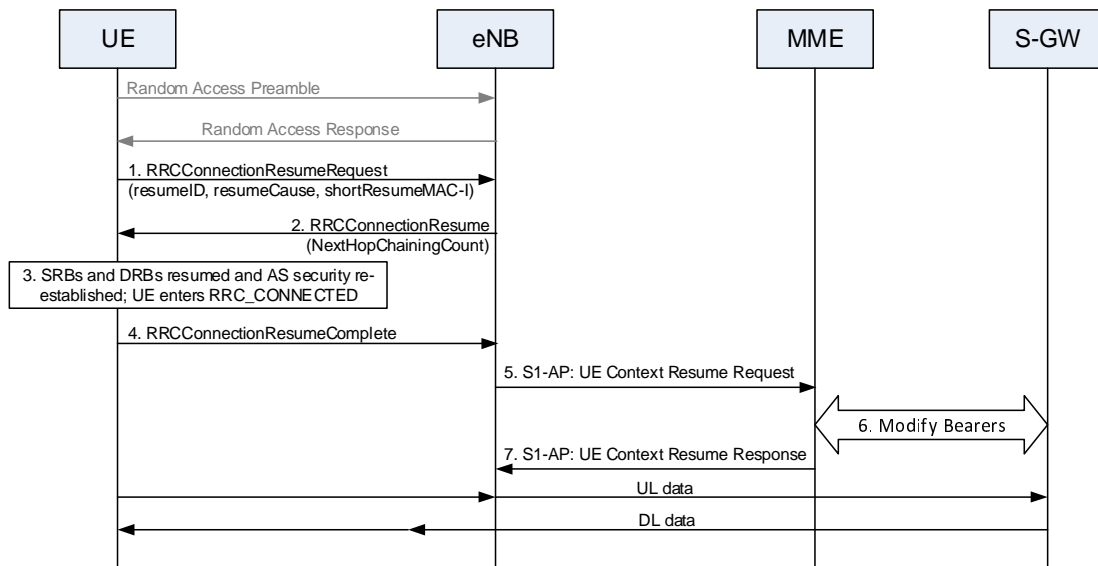 UE
eNB
MME
S-GW
Random Access Preamble
Random Access Response
1. RRCConnectionResumeRequest
(resumeID, resumeCause, shortResumeMAC-I)
2. RRCConnectionResume
(NextHopChainingCount)
3. SRBs and DRBs resumed and AS security re-
established; UE enters RRC_CONNECTED
4. RRCConnectionResumeComplete
5. S1-AP: UE Context Resume Request
6. Modify Bearers
7. S1-AP: UE Context Resume Response
UL data
DL data